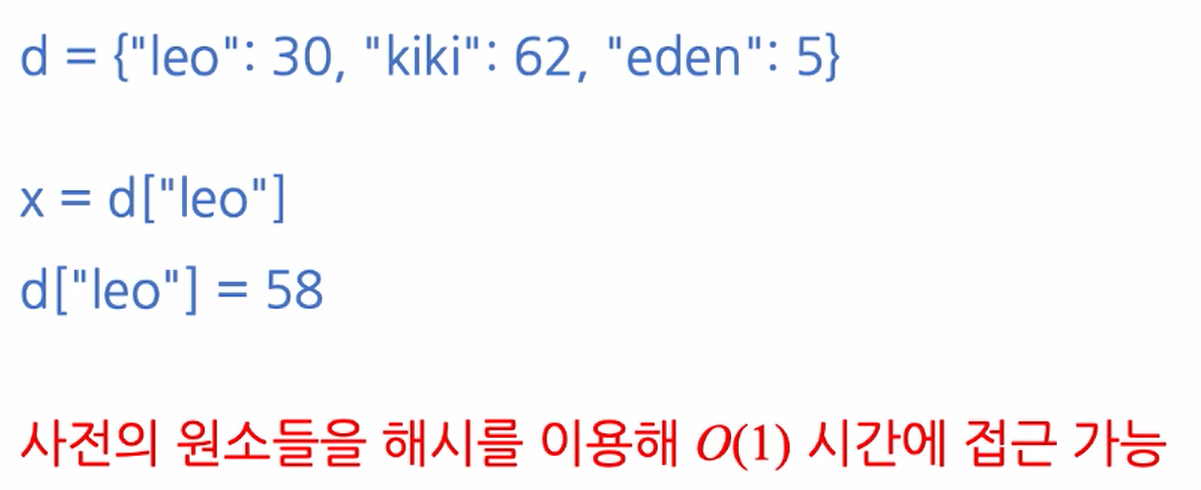 d = {"leo": 30, "kiki": 62, "eden": 5}
x = d["leo"]
d["leo"] = 58
사전의 원소들을 해시를 이용해 O(1) 시간에 접근 가능